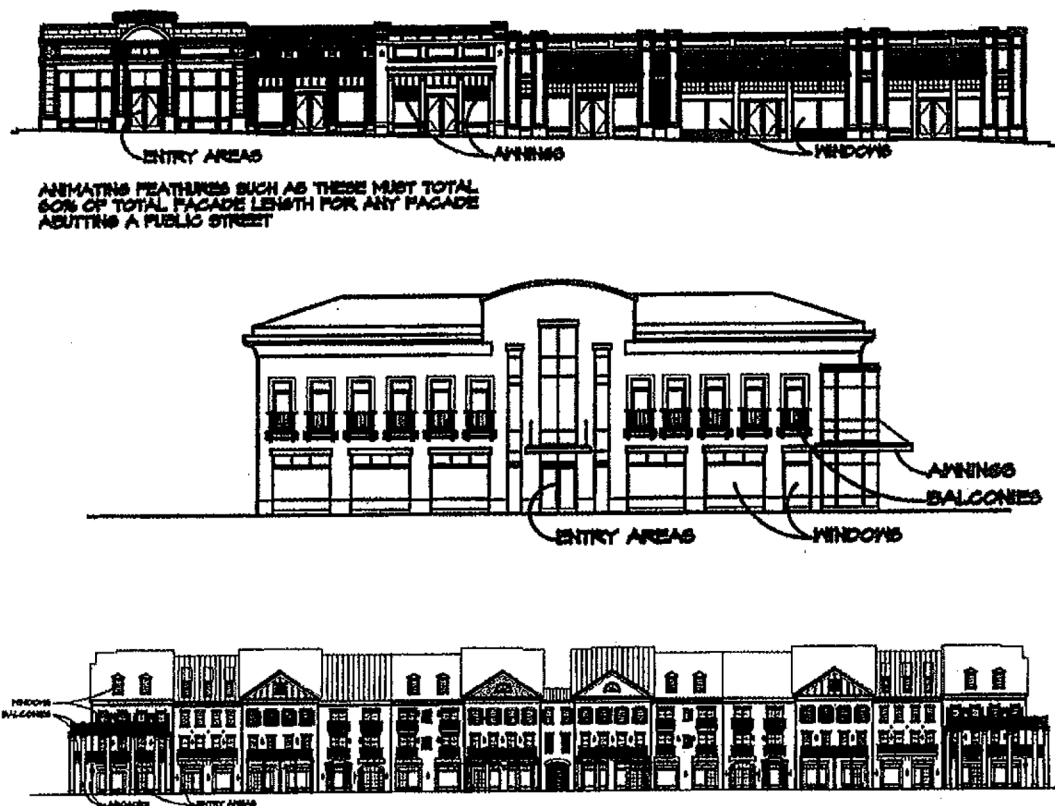 ENTRY AREAS
AWNINGS
WINDOWS
ANIMATING FEATHURES SUCH AS THESE MUST TOTAL
60% OF TOTAL FACADE LENGTH FOR ANY FACADE
ABUTTING A PUBLIC STREET
AWNINGS
BALCONIES
ENTRY AREAS
WINDOWS
WINDOWS
BALCONIES
ARCADES
ENTRY AREAS